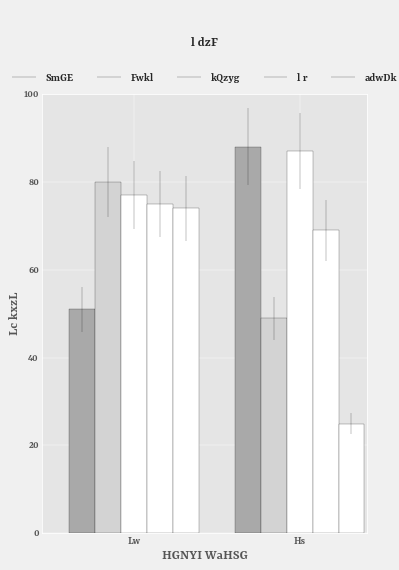 l dzF
SmGE Fwkl kQzyg l r adwDk
100
80
60
40
20
0
Lc kxzL
Lw Hs
HGNYI WaHSG